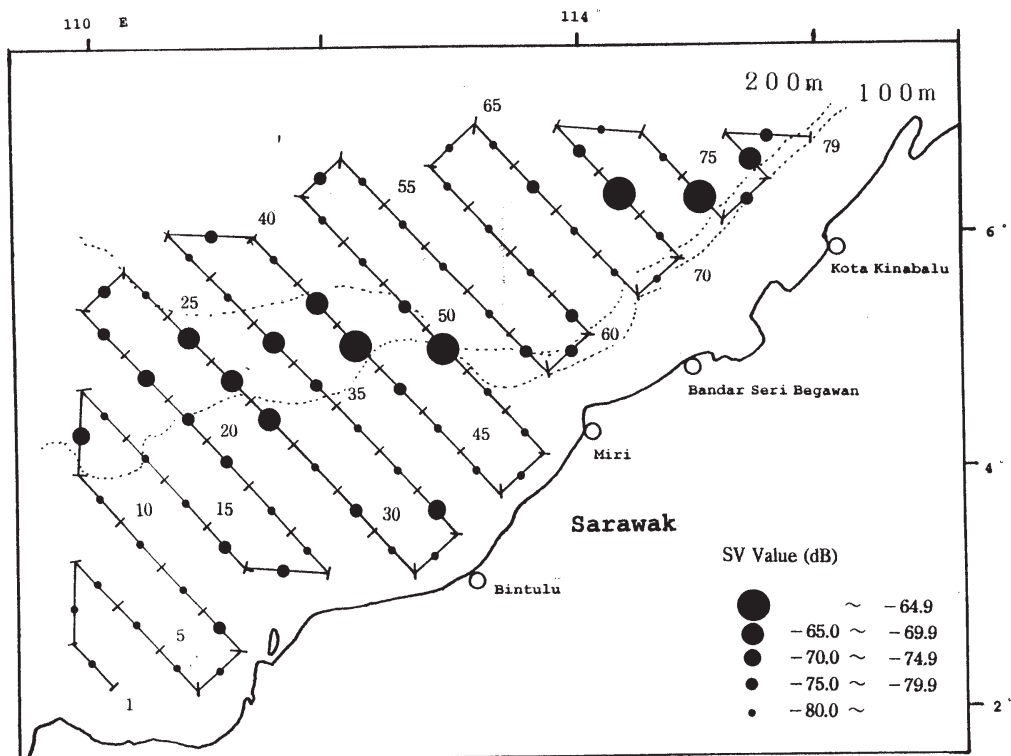 110 E
114
200m
100m
65
75
79
55
40
6°
70
Kota Kinabalu
25
50
60
Bandar Seri Begawan
35
20
45
Miri
4°
10
15
30
Sarawak
SV Value (dB)
Bintulu
~ -64.9
-65.0 ~ -69.9
-70.0 ~ -74.9
-75.0 ~ -79.9
-80.0 ~
5
1
2°